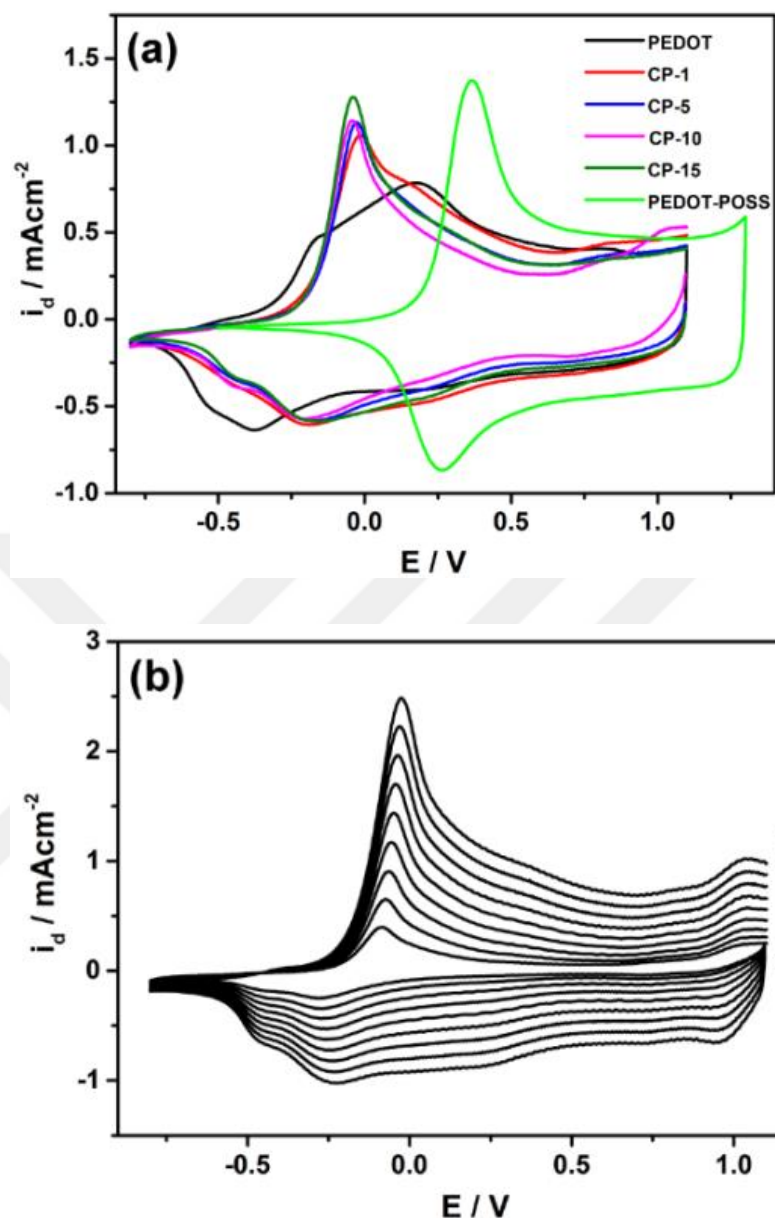 (a)
PEDOT
CP-1
CP-5
CP-10
CP-15
PEDOT-POSS
1.5
1.0
0.5
0.0
-0.5
-1.0
i_d / mAcm⁻²
-0.5 0.0 0.5 1.0
E / V
(b)
3
2
1
0
-1
i_d / mAcm⁻²
-0.5 0.0 0.5 1.0
E / V